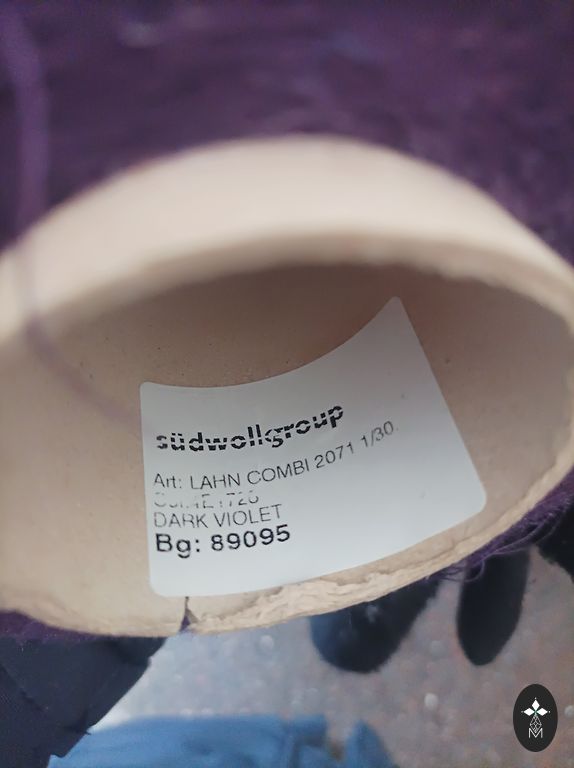 südwollgroup
Art: LAHN COMBI 2071 1/30
DARK VIOLET
Bg: 89095
M